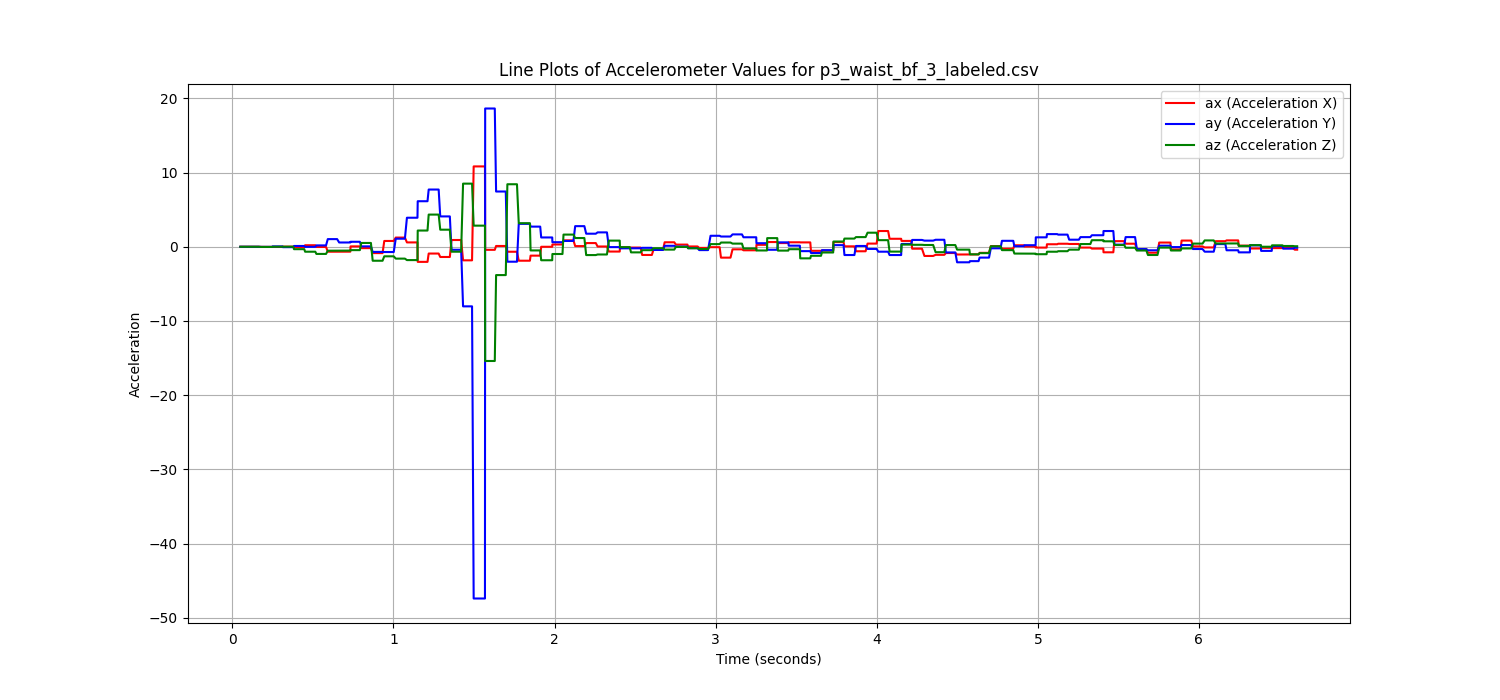 Line Plots of Accelerometer Values for p3_waist_bf_3_labeled.csv
ax (Acceleration X)
ay (Acceleration Y)
az (Acceleration Z)
20
10
0
−10
−20
−30
−40
−50
Acceleration
0 1 2 3 4 5 6
Time (seconds)